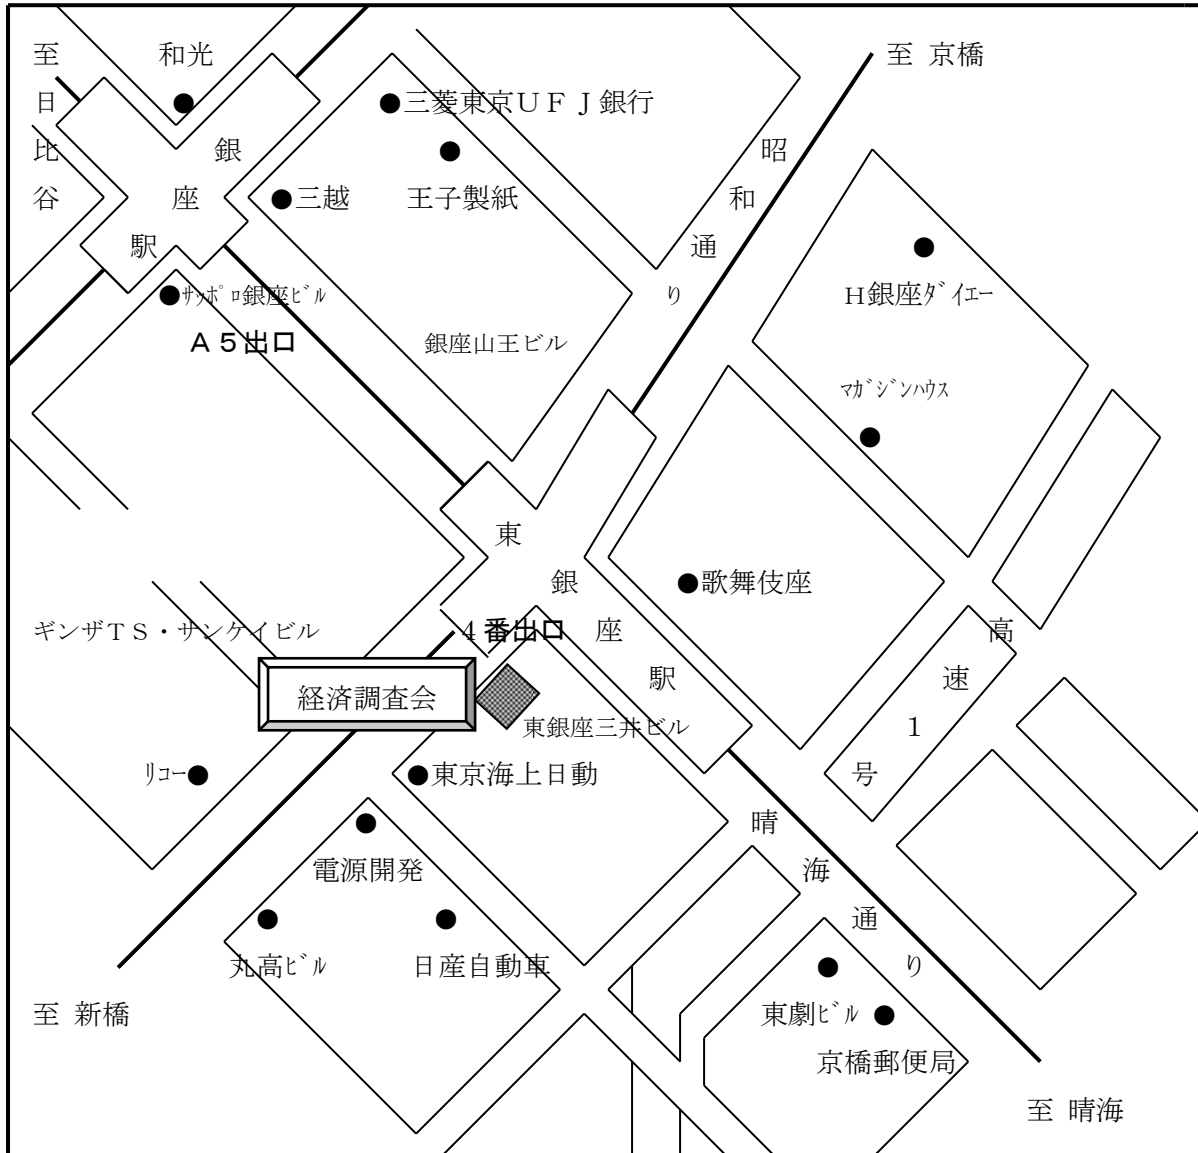 至 日比谷
和光
至 京橋
三菱東京ＵＦＪ銀行
昭和通り
銀座駅
三越
王子製紙
H銀座ﾀﾞｲｴｰ
ｻｯﾎﾟﾛ銀座ﾋﾞﾙ
Ａ５出口
銀座山王ビル
ﾏｶﾞｼﾞﾝﾊｳｽ
東銀座駅
歌舞伎座
ギンザＴＳ・サンケイビル
４番出口
高速1号
経済調査会
東銀座三井ビル
ﾘｺｰ
東京海上日動
晴海通り
電源開発
丸高ﾋﾞﾙ
日産自動車
至 新橋
東劇ﾋﾞﾙ
京橋郵便局
至 晴海